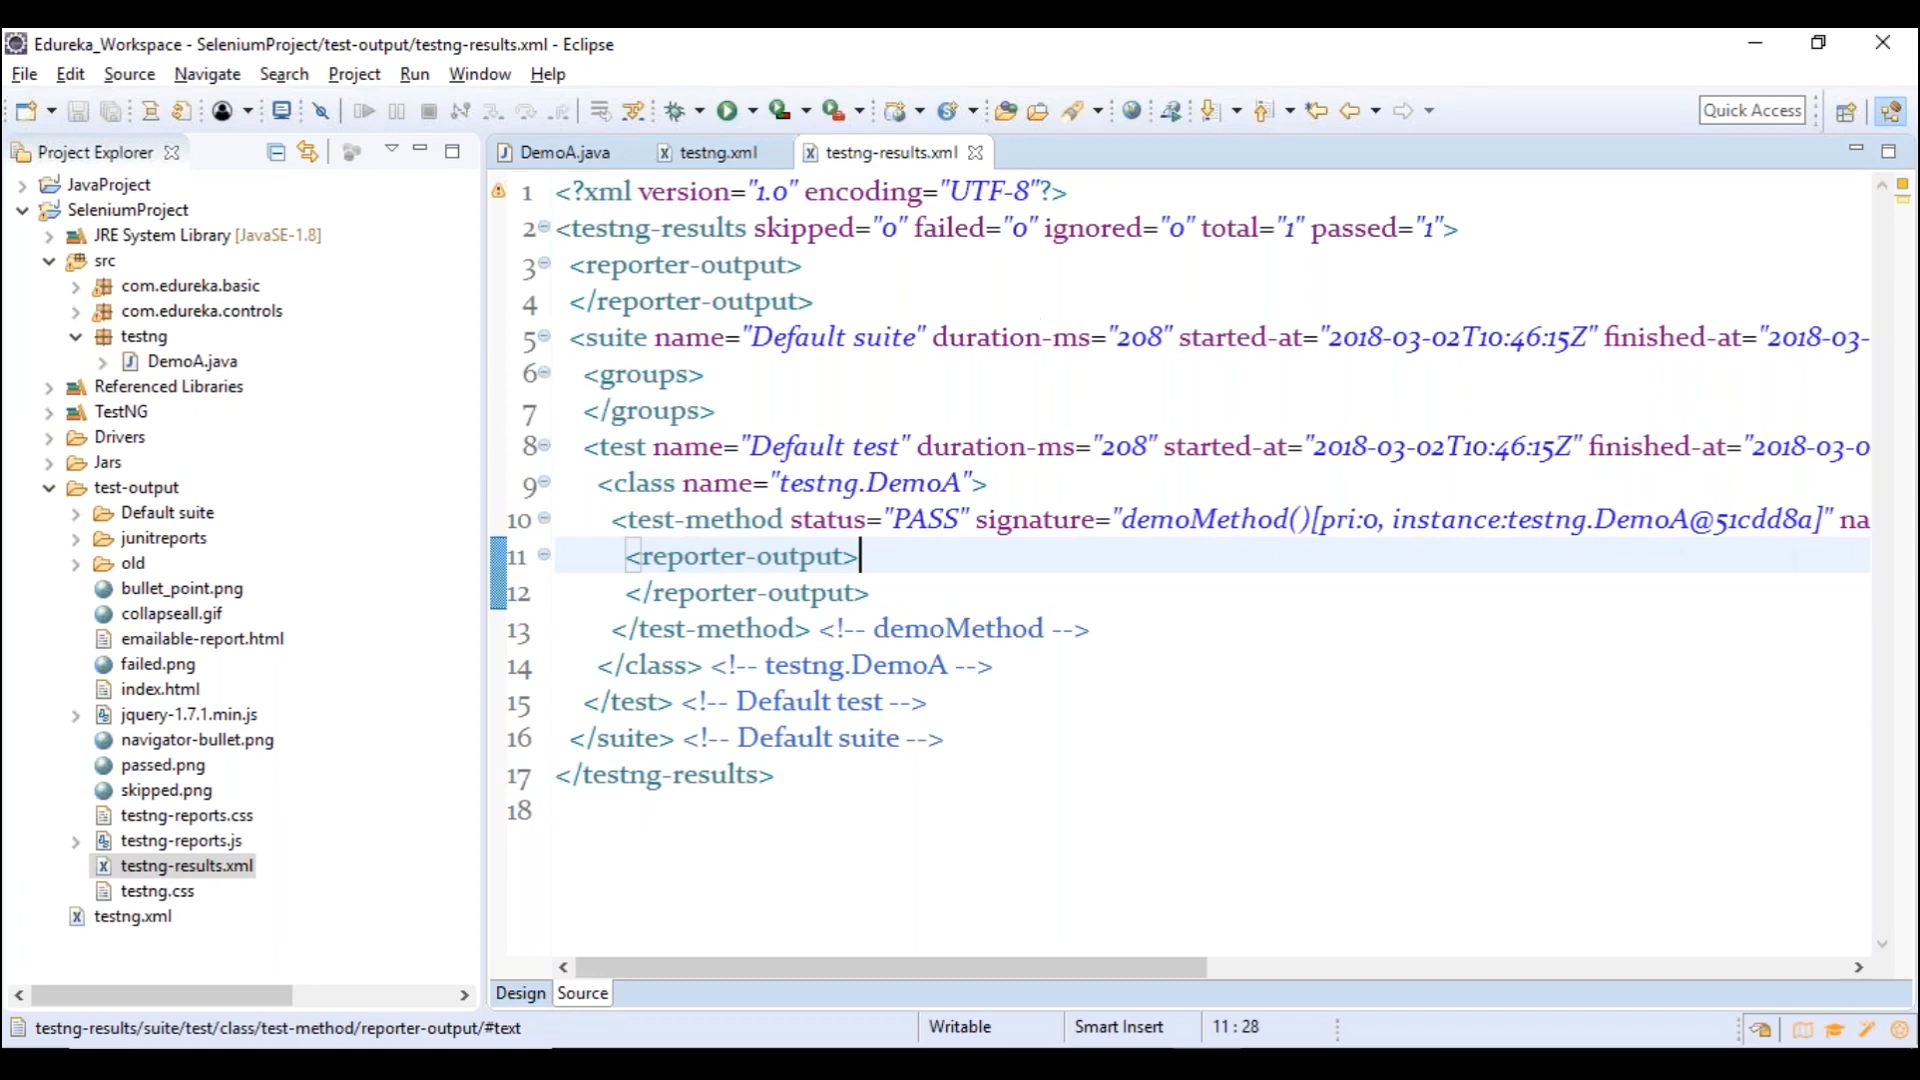 Edureka_Workspace - SeleniumProject/test-output/testng-results.xml - Eclipse
File Edit Source Navigate Search Project Run Window Help
Quick Access
Project Explorer
DemoA.java testng.xml testng-results.xml
JavaProject
SeleniumProject
JRE System Library [JavaSE-1.8]
src
com.edureka.basic
com.edureka.controls
testng
DemoA.java
Referenced Libraries
TestNG
Drivers
Jars
test-output
Default suite
junitreports
old
bullet_point.png
collapseall.gif
emailable-report.html
failed.png
index.html
jquery-1.7.1.min.js
navigator-bullet.png
passed.png
skipped.png
testng-reports.css
testng-reports.js
testng-results.xml
testng.css
testng.xml
1 <?xml version="1.0" encoding="UTF-8"?>
2 <testng-results skipped="0" failed="0" ignored="0" total="1" passed="1">
3 <reporter-output>
4 </reporter-output>
5 <suite name="Default suite" duration-ms="208" started-at="2018-03-02T10:46:15Z" finished-at="2018-03-
6 <groups>
7 </groups>
8 <test name="Default test" duration-ms="208" started-at="2018-03-02T10:46:15Z" finished-at="2018-03-0
9 <class name="testng.DemoA">
10 <test-method status="PASS" signature="demoMethod()[pri:0, instance:testng.DemoA@51cdd8a]" na
11 <reporter-output>
12 </reporter-output>
13 </test-method> <!-- demoMethod -->
14 </class> <!-- testng.DemoA -->
15 </test> <!-- Default test -->
16 </suite> <!-- Default suite -->
17 </testng-results>
18
Design Source
testng-results/suite/test/class/test-method/reporter-output/#text
Writable
Smart Insert
11 : 28